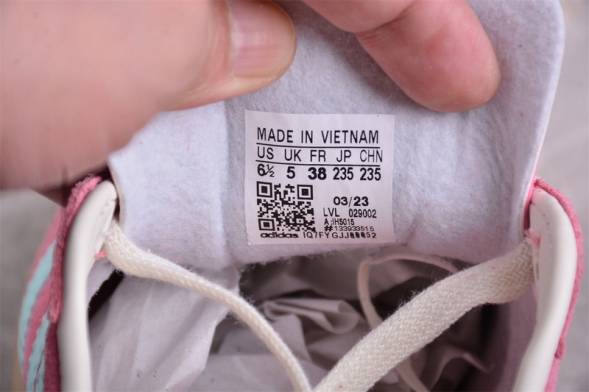 MADE IN VIETNAM
US UK FR JP CHN
6½ 5 38 235 235
03/23
LVL 029002
#133933515
adidas